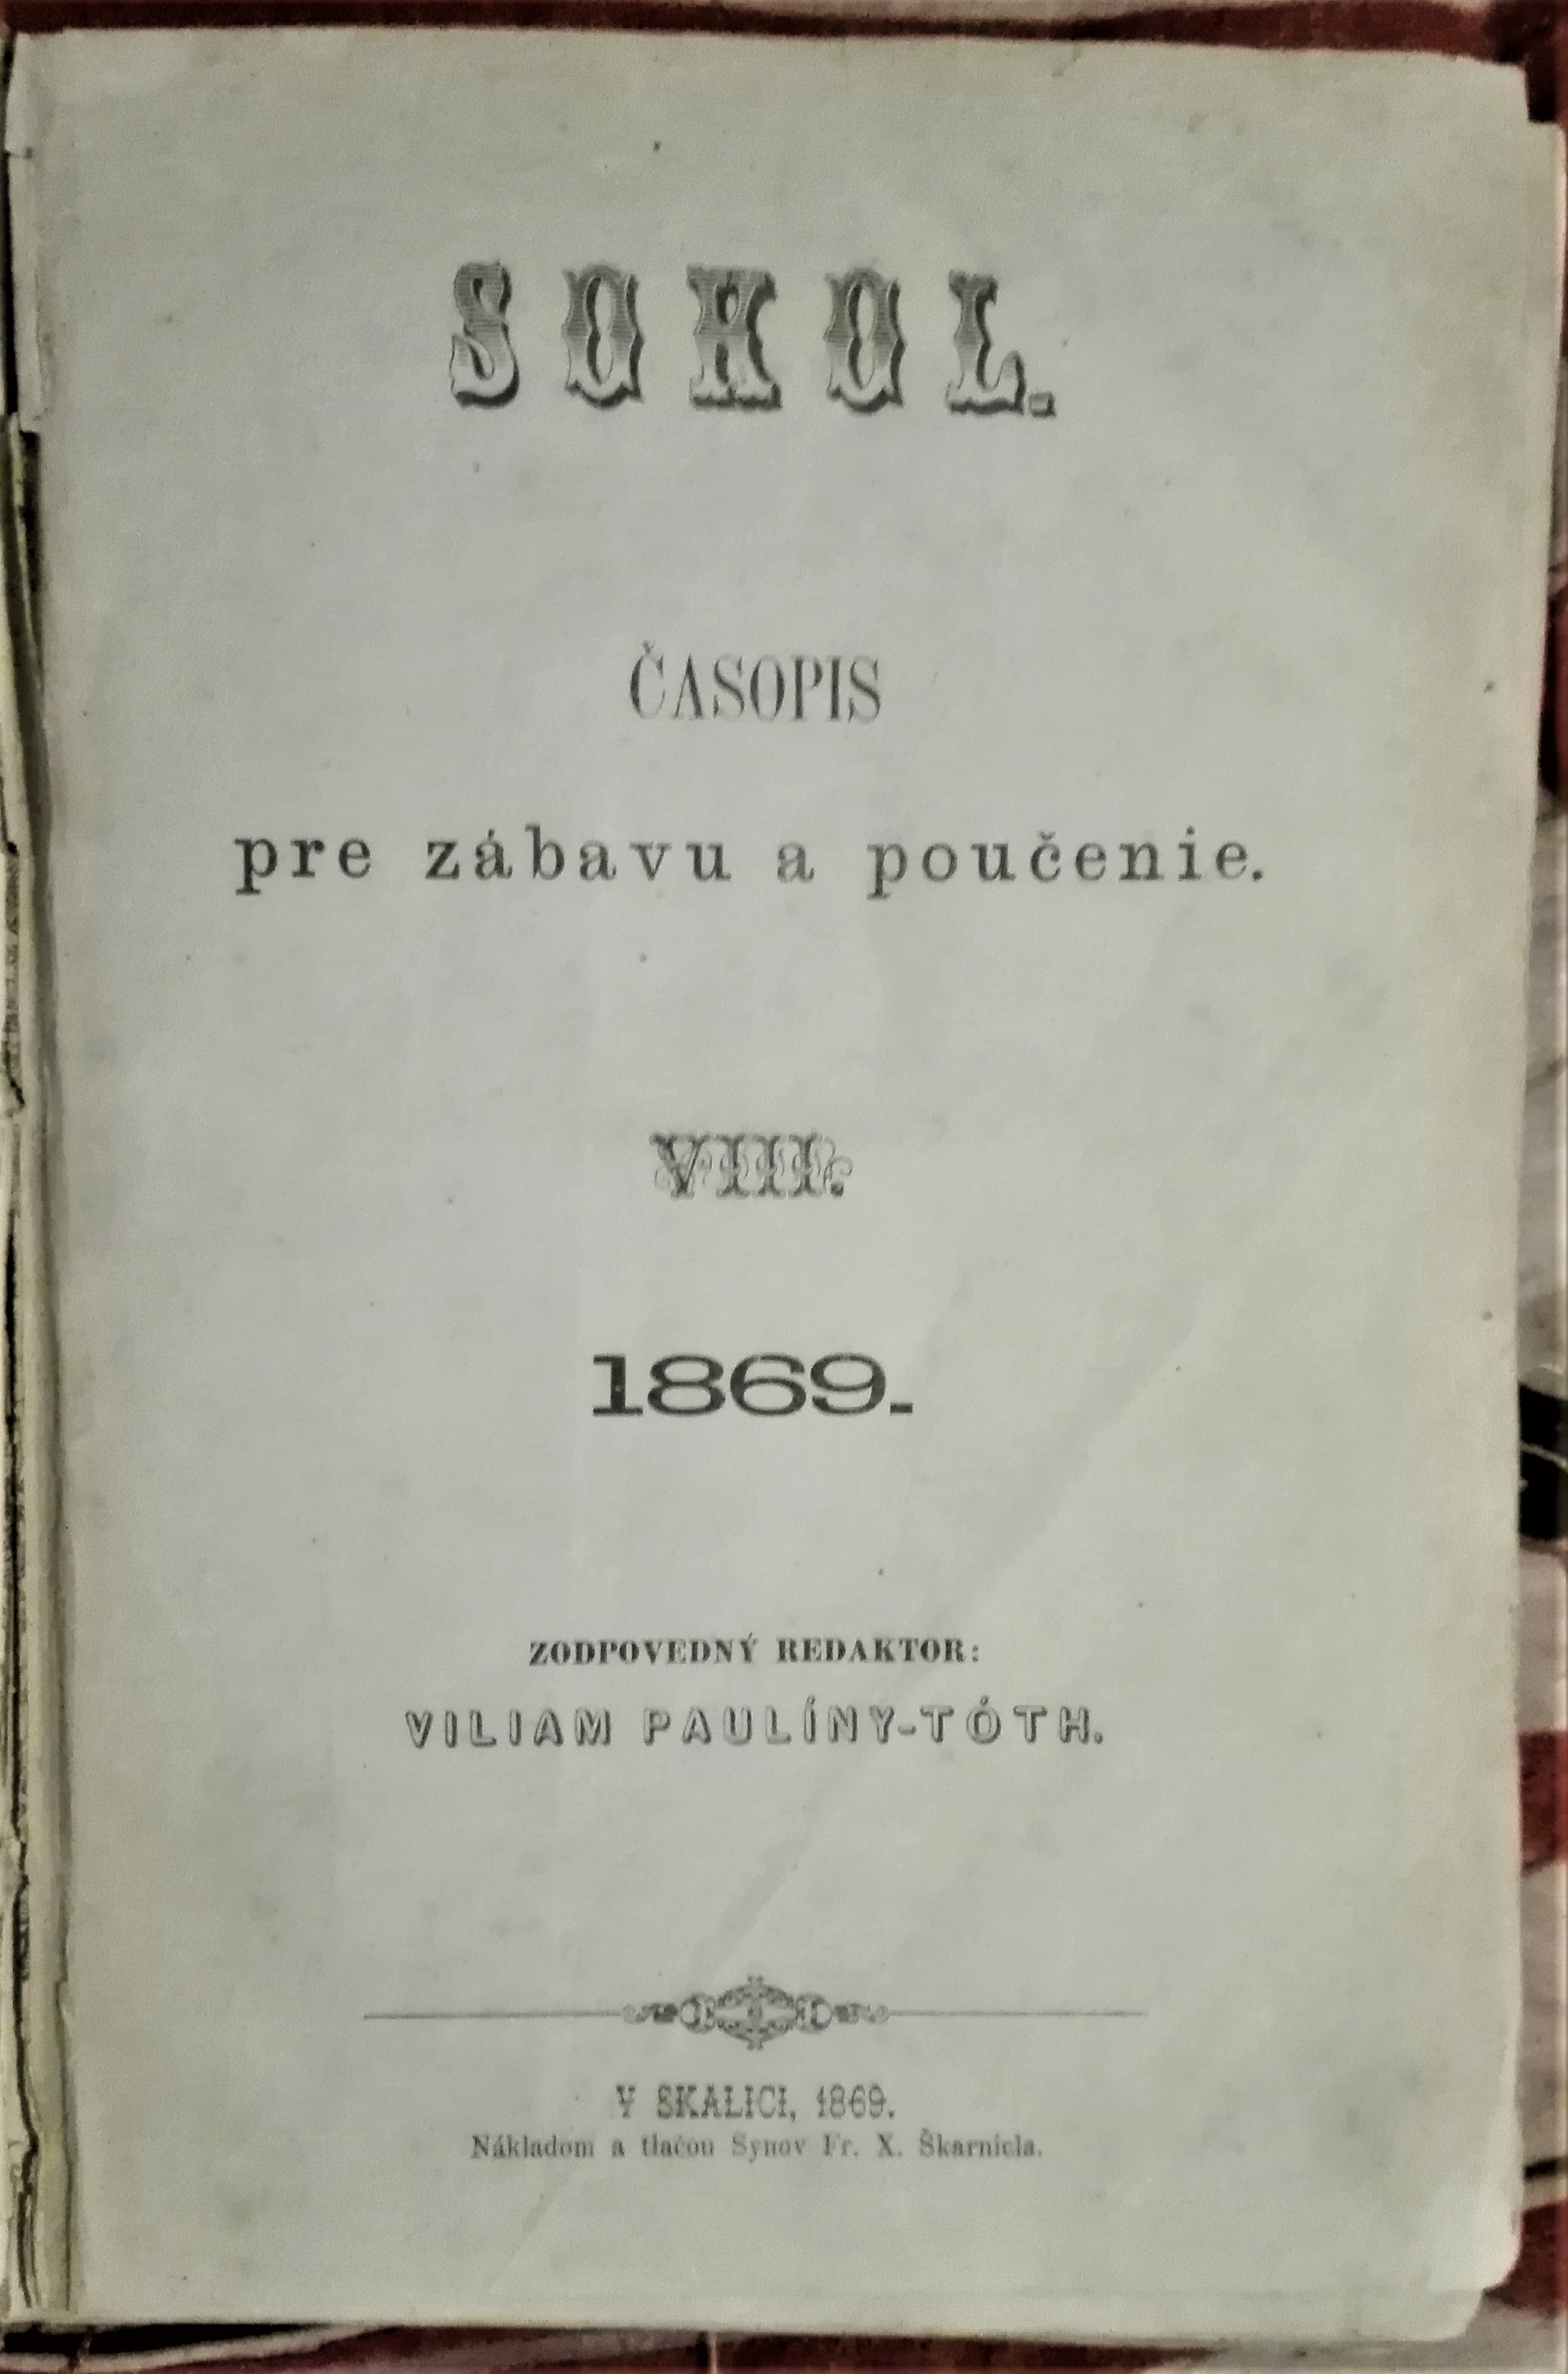 SOKOL.
ČASOPIS
pre zábavu a poučenie.
VIII.
1869.
ZODPOVEDNÝ REDAKTOR:
VILIAM PAULÍNY-TÓTH.
V SKALICI, 1869.
Nákladom a tlačou Synov Fr. X. Škarnicla.